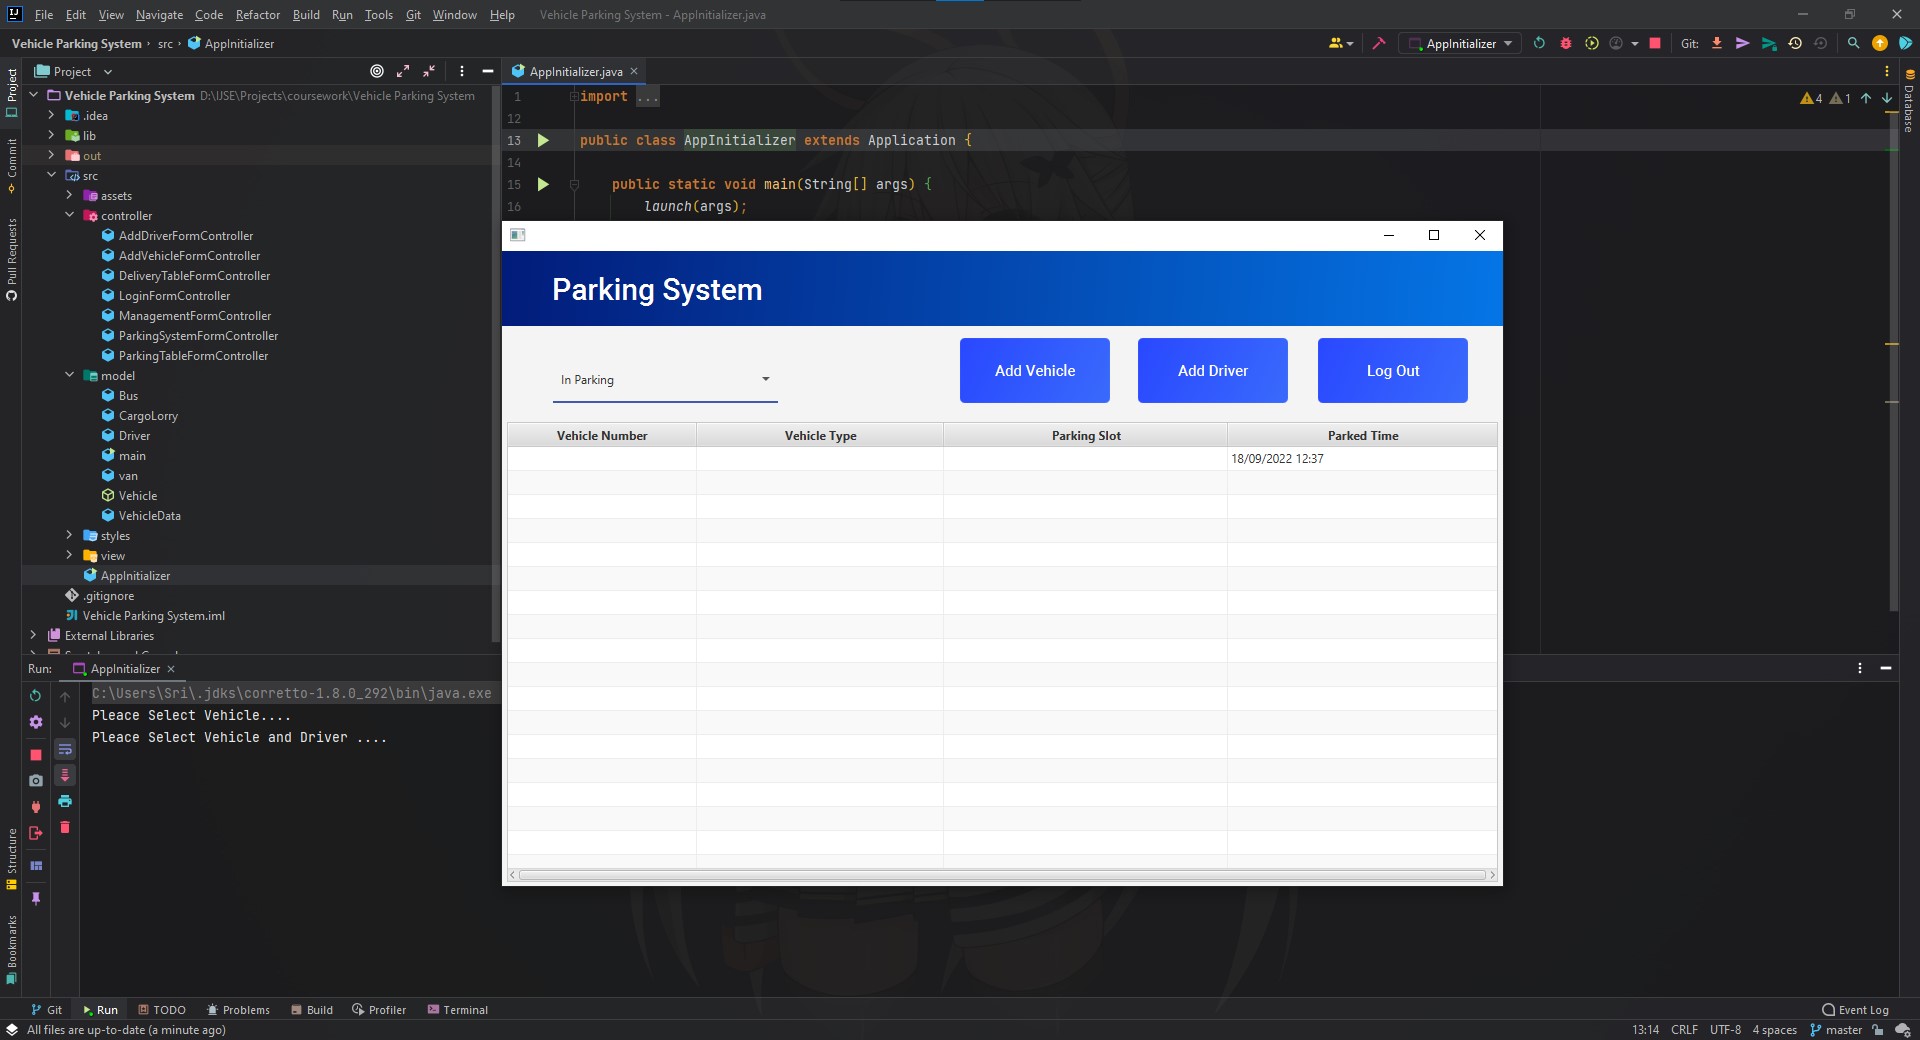 File Edit View Navigate Code Refactor Build Run Tools Git Window Help Vehicle Parking System - AppInitializer.java
Vehicle Parking System › src › AppInitializer
AppInitializer
Git:
Project
AppInitializer.java
Project
Commit
Pull Requests
Structure
Bookmarks
Database
Vehicle Parking System D:\IJSE\Projects\coursework\Vehicle Parking System
.idea
lib
out
src
assets
controller
AddDriverFormController
AddVehicleFormController
DeliveryTableFormController
LoginFormController
ManagementFormController
ParkingSystemFormController
ParkingTableFormController
model
Bus
CargoLorry
Driver
main
van
Vehicle
VehicleData
styles
view
AppInitializer
.gitignore
Vehicle Parking System.iml
External Libraries
1 import ...
12
13 public class AppInitializer extends Application {
14
15 public static void main(String[] args) {
16 launch(args);
4 1
Parking System
In Parking
Add Vehicle
Add Driver
Log Out
Vehicle Number Vehicle Type Parking Slot Parked Time
18/09/2022 12:37
Run: AppInitializer
C:\Users\Sri\.jdks\corretto-1.8.0_292\bin\java.exe
Pleace Select Vehicle....
Pleace Select Vehicle and Driver ....
Git Run TODO Problems Build Profiler Terminal Event Log
All files are up-to-date (a minute ago) 13:14 CRLF UTF-8 4 spaces master